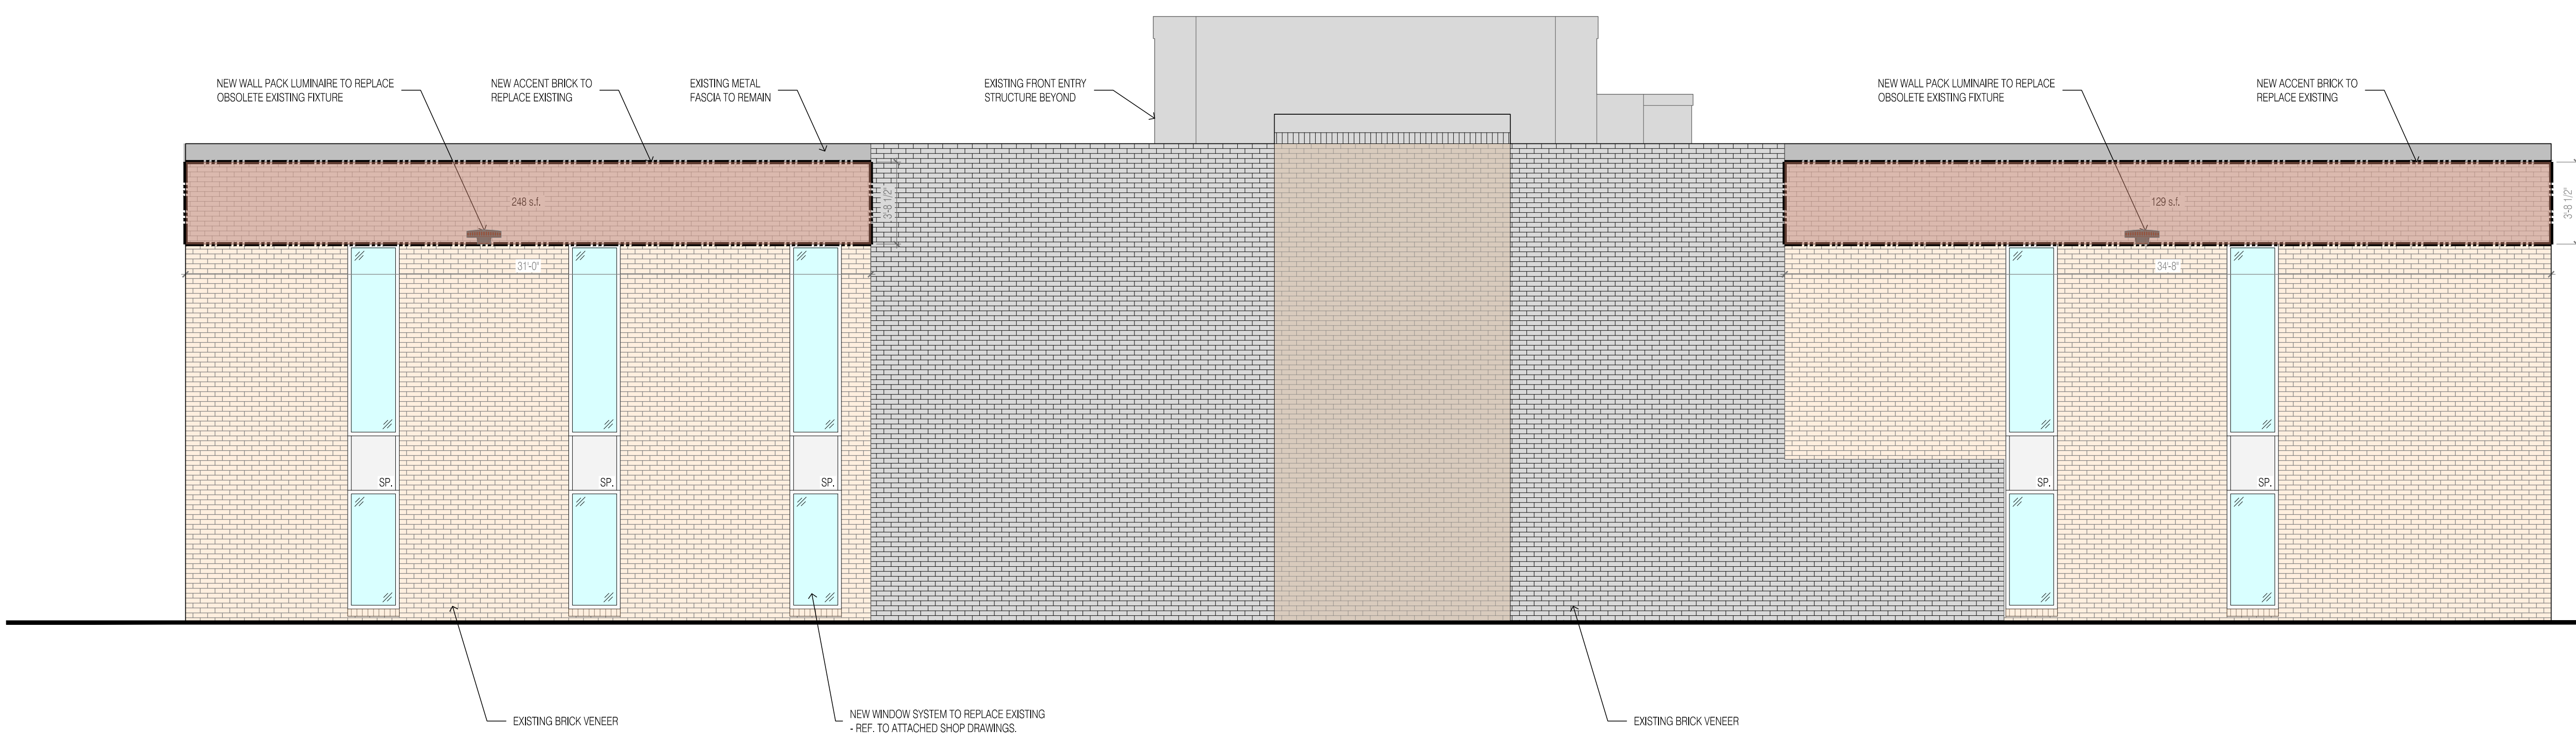 NEW WALL PACK LUMINAIRE TO REPLACE
OBSOLETE EXISTING FIXTURE
NEW ACCENT BRICK TO
REPLACE EXISTING
EXISTING METAL
FASCIA TO REMAIN
EXISTING FRONT ENTRY
STRUCTURE BEYOND
NEW WALL PACK LUMINAIRE TO REPLACE
OBSOLETE EXISTING FIXTURE
NEW ACCENT BRICK TO
REPLACE EXISTING
248 s.f.
3'-8 1/2"
129 s.f.
3'-8 1/2"
31'-0"
34'-8"
SP.
SP.
SP.
SP.
SP.
EXISTING BRICK VENEER
NEW WINDOW SYSTEM TO REPLACE EXISTING
- REF. TO ATTACHED SHOP DRAWINGS.
EXISTING BRICK VENEER